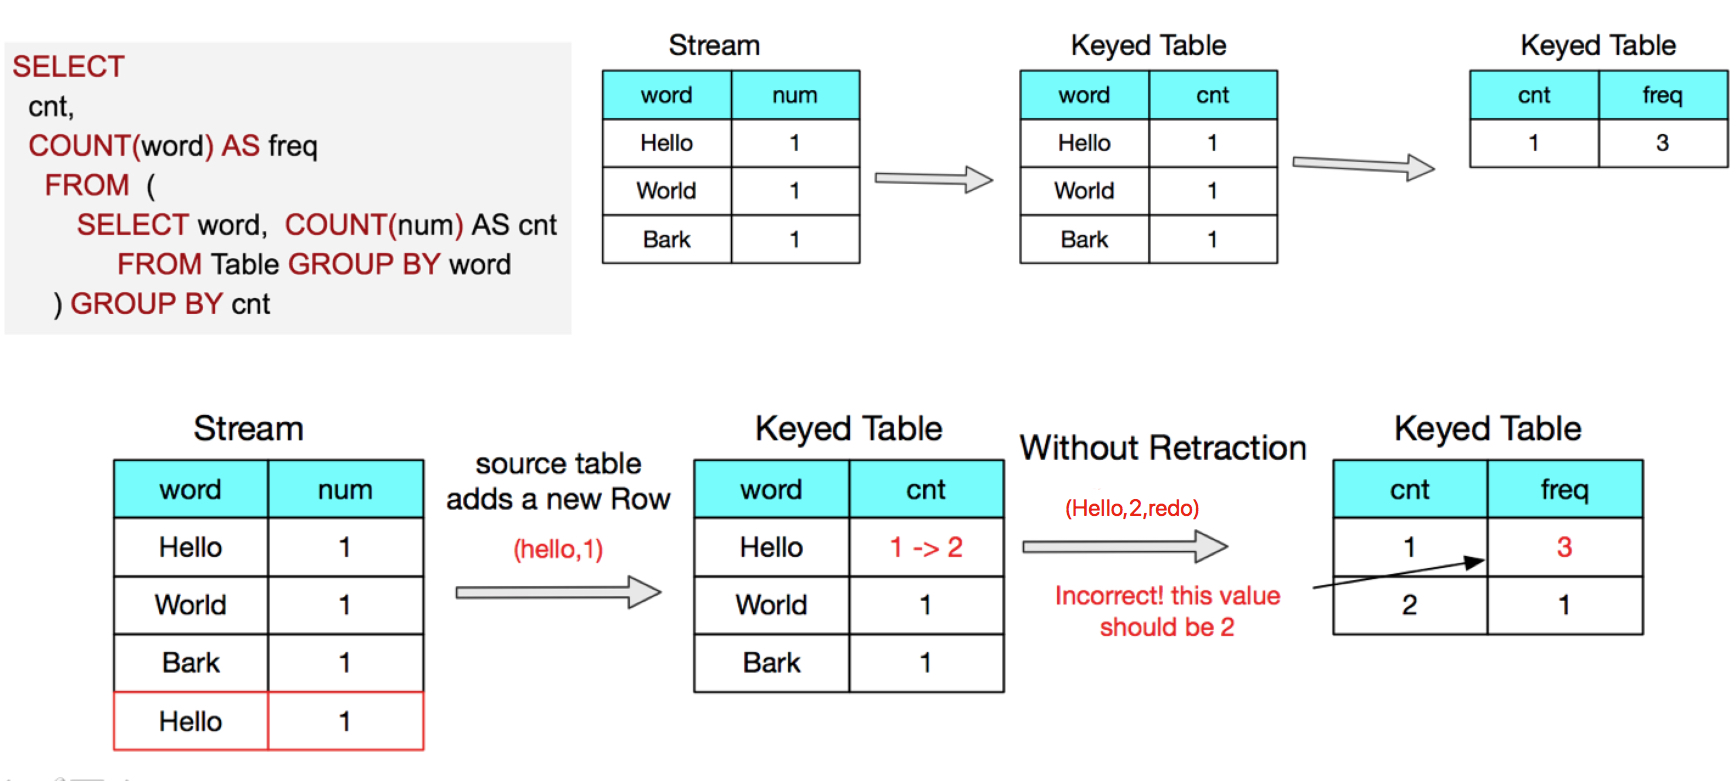 SELECT
cnt,
COUNT(word) AS freq
FROM (
SELECT word, COUNT(num) AS cnt
FROM Table GROUP BY word
) GROUP BY cnt
Stream
word num
Hello 1
World 1
Bark 1
Keyed Table
word cnt
Hello 1
World 1
Bark 1
Keyed Table
cnt freq
1 3
Stream
word num
Hello 1
World 1
Bark 1
Hello 1
source table
adds a new Row
(hello,1)
Keyed Table
word cnt
Hello 1 -> 2
World 1
Bark 1
Without Retraction
(Hello,2,redo)
Incorrect! this value
should be 2
Keyed Table
cnt freq
1 3
2 1